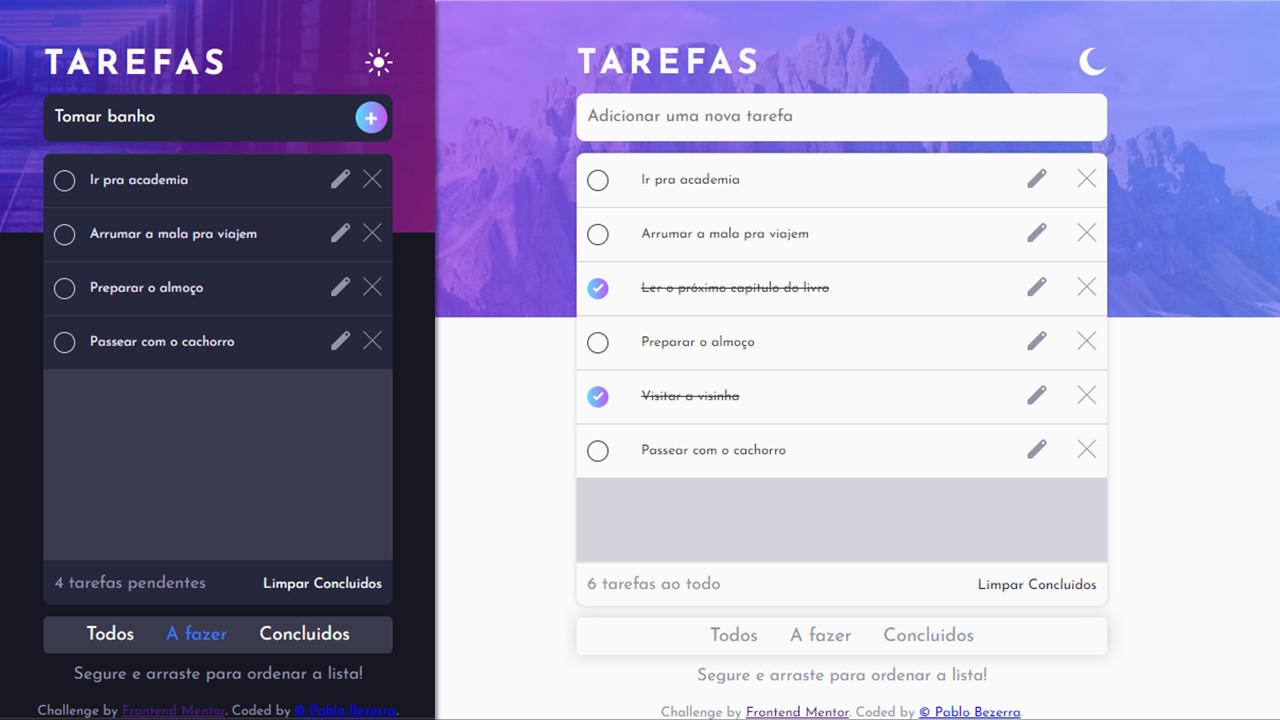 TAREFAS
Tomar banho
Ir pra academia
Arrumar a mala pra viajem
Preparar o almoço
Passear com o cachorro
4 tarefas pendentes Limpar Concluidos
Todos A fazer Concluidos
Segue e arraste para ordenar a lista!
Challenge by Frontend Mentor. Coded by © Pablo Bezerra.
TAREFAS
Adicionar uma nova tarefa
Ir pra academia
Arrumar a mala pra viajem
Ler o próximo capítulo do livro
Preparar o almoço
Visitar a visinha
Passear com o cachorro
6 tarefas ao todo Limpar Concluidos
Todos A fazer Concluidos
Segure e arraste para ordenar a lista!
Challenge by Frontend Mentor. Coded by © Pablo Bezerra.